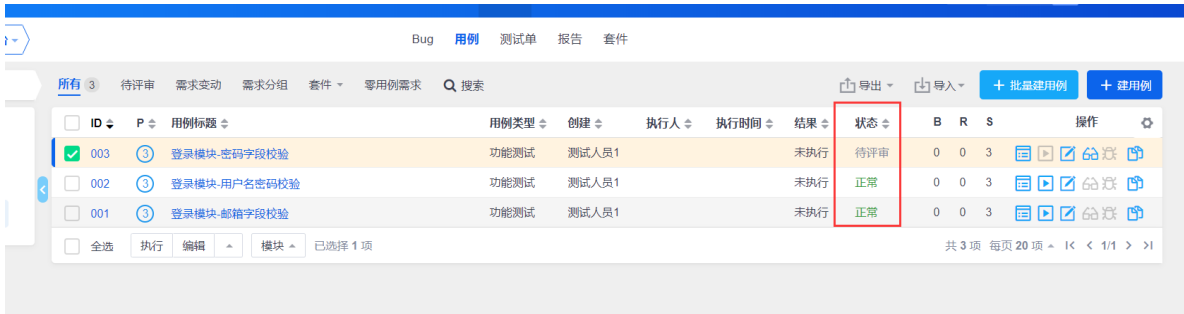 Bug 用例 测试单 报告 套件
所有 3 待评审 需求变动 需求分组 套件 零用例需求 搜索 导出 导入 + 批量建用例 + 建用例
ID P 用例标题 用例类型 创建 执行人 执行时间 结果 状态 B R S 操作
003 3 登录模块-密码字段校验 功能测试 测试人员1 未执行 待评审 0 0 3
002 3 登录模块-用户名密码校验 功能测试 测试人员1 未执行 正常 0 0 3
001 3 登录模块-邮箱字段校验 功能测试 测试人员1 未执行 正常 0 0 3
全选 执行 编辑 模块 已选择 1 项 共 3 项 每页 20 项 1/1